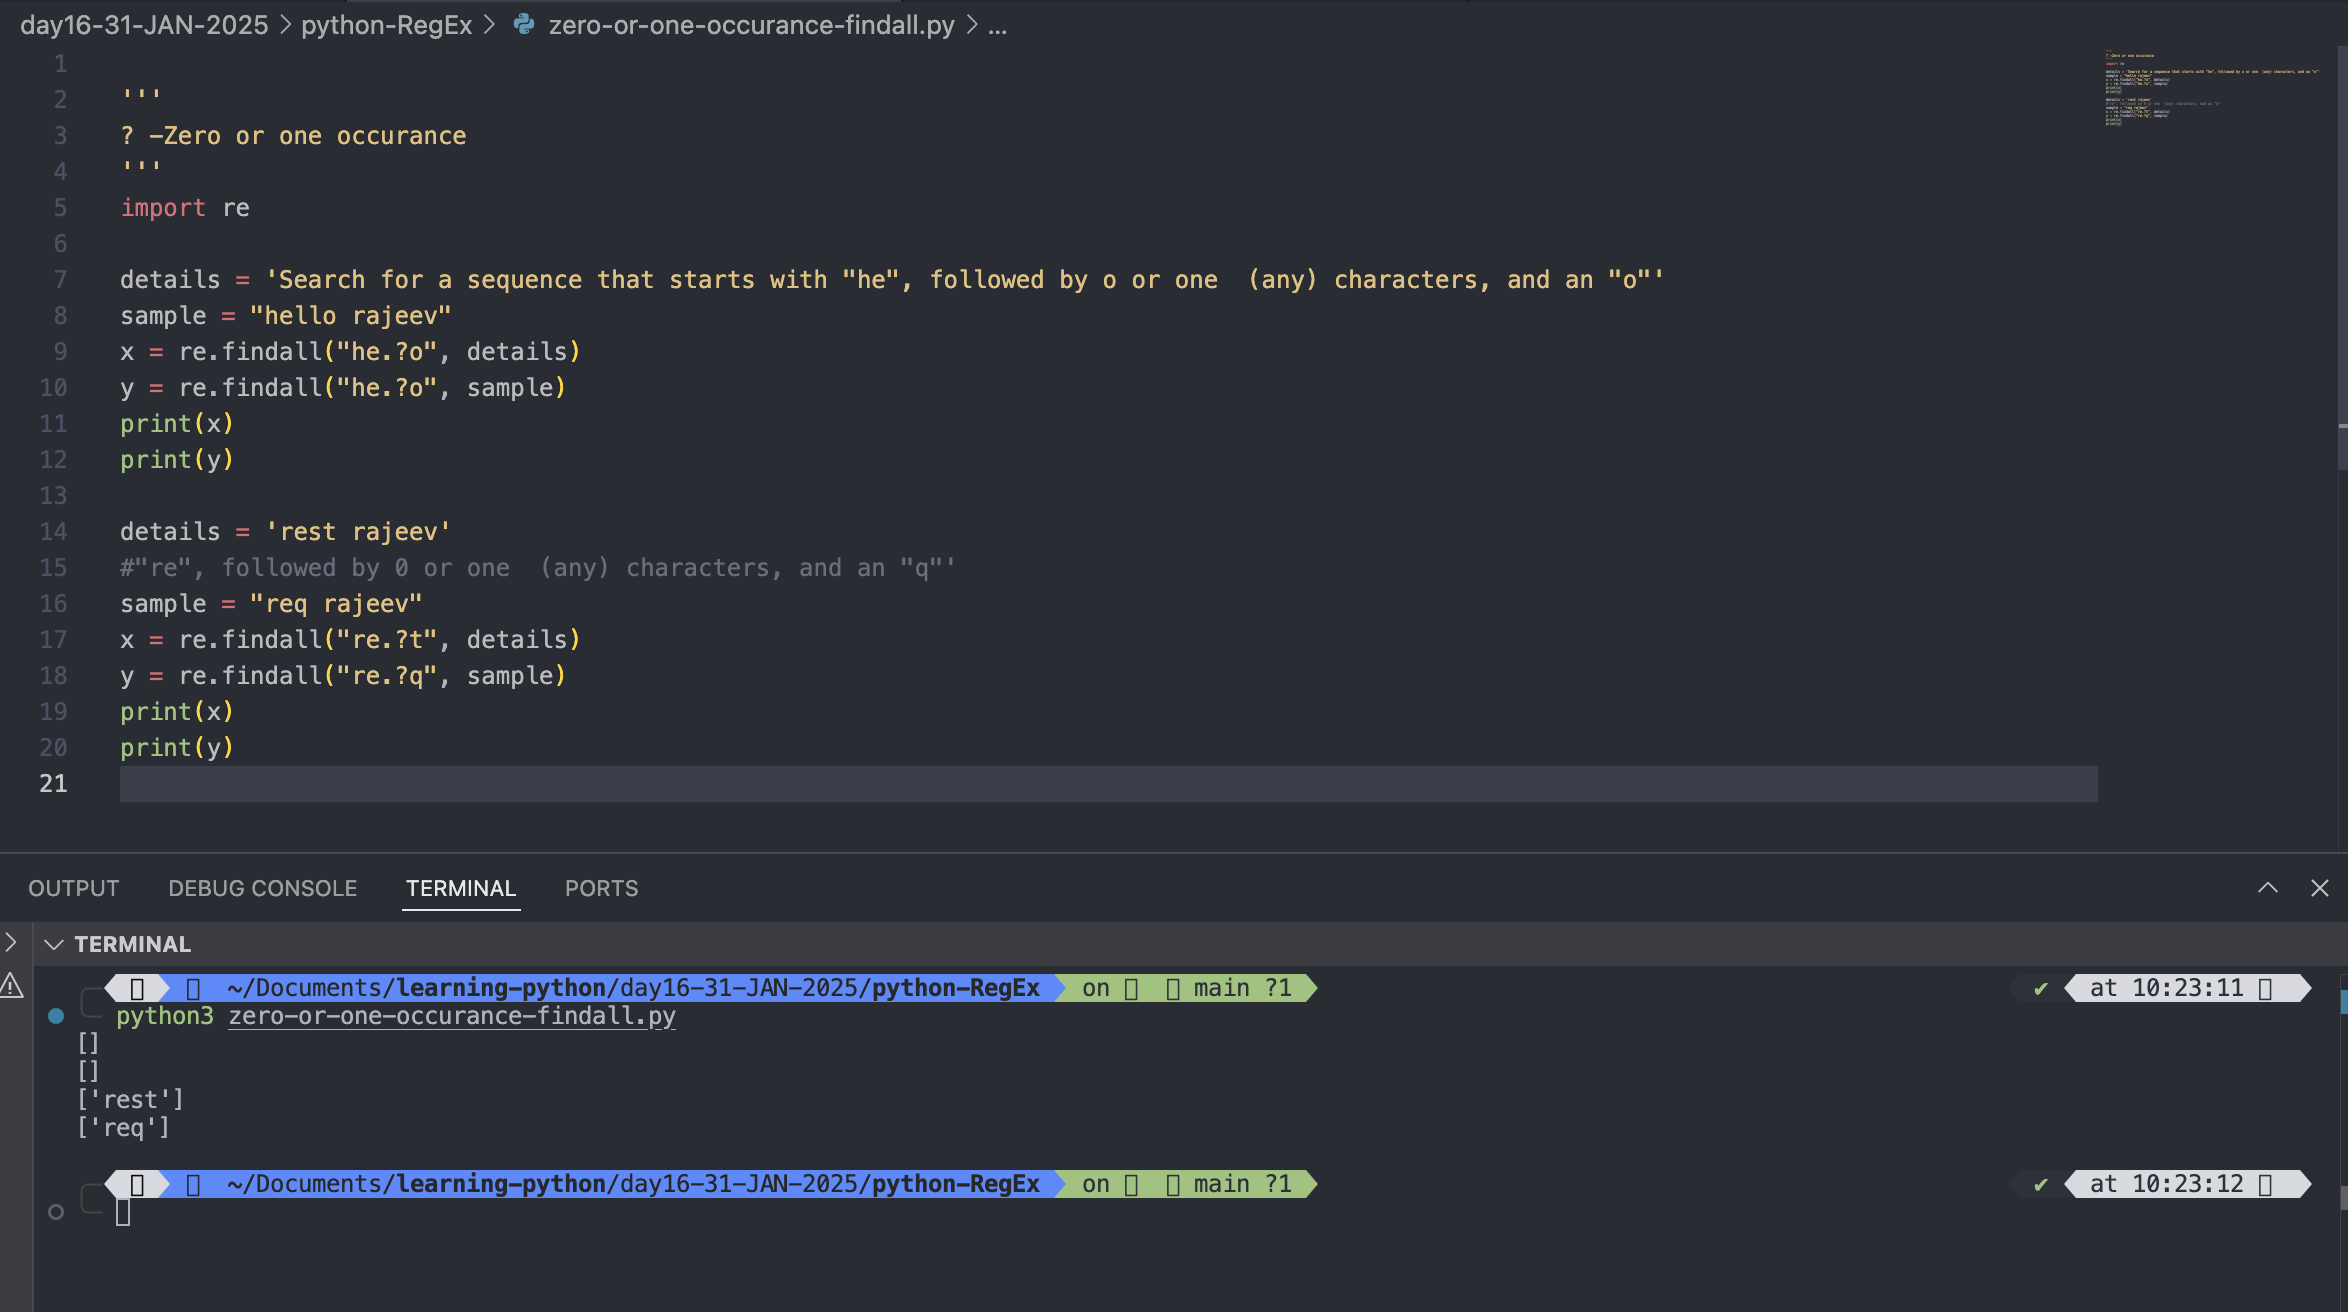 day16-31-JAN-2025 > python-RegEx > zero-or-one-occurance-findall.py > ...
1
2 '''
3 ? -Zero or one occurance
4 '''
5 import re
6
7 details = 'Search for a sequence that starts with "he", followed by o or one  (any) characters, and an "o"'
8 sample = "hello rajeev"
9 x = re.findall("he.?o", details)
10 y = re.findall("he.?o", sample)
11 print(x)
12 print(y)
13
14 details = 'rest rajeev'
15 #"re", followed by 0 or one  (any) characters, and an "q"'
16 sample = "req rajeev"
17 x = re.findall("re.?t", details)
18 y = re.findall("re.?q", sample)
19 print(x)
20 print(y)
21
OUTPUT DEBUG CONSOLE TERMINAL PORTS
TERMINAL
~/Documents/learning-python/day16-31-JAN-2025/python-RegEx on main ?1 ✔ at 10:23:11
python3 zero-or-one-occurance-findall.py
[]
[]
['rest']
['req']
~/Documents/learning-python/day16-31-JAN-2025/python-RegEx on main ?1 ✔ at 10:23:12